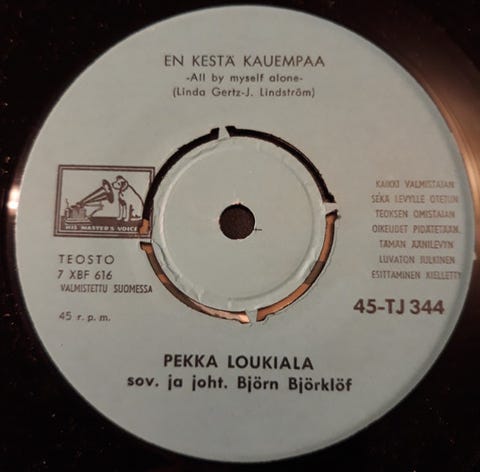 EN KESTÄ KAUEMPAA
-All by myself alone-
(Linda Gertz-J. Lindström)
HIS MASTER'S VOICE
TEOSTO
7 XBF 616
VALMISTETTU SUOMESSA
45 r.p.m.
KAIKKI VALMISTAJAN
SEKÄ LEVYLLE OTETUN
TEOKSEN OMISTAJAN
OIKEUDET PIDÄTETÄÄN.
TÄMÄN ÄÄNILEVYN
LUVATON JULKINEN
ESITTÄMINEN KIELLETTY
45-TJ 344
PEKKA LOUKIALA
sov. ja joht. Björn Björklöf